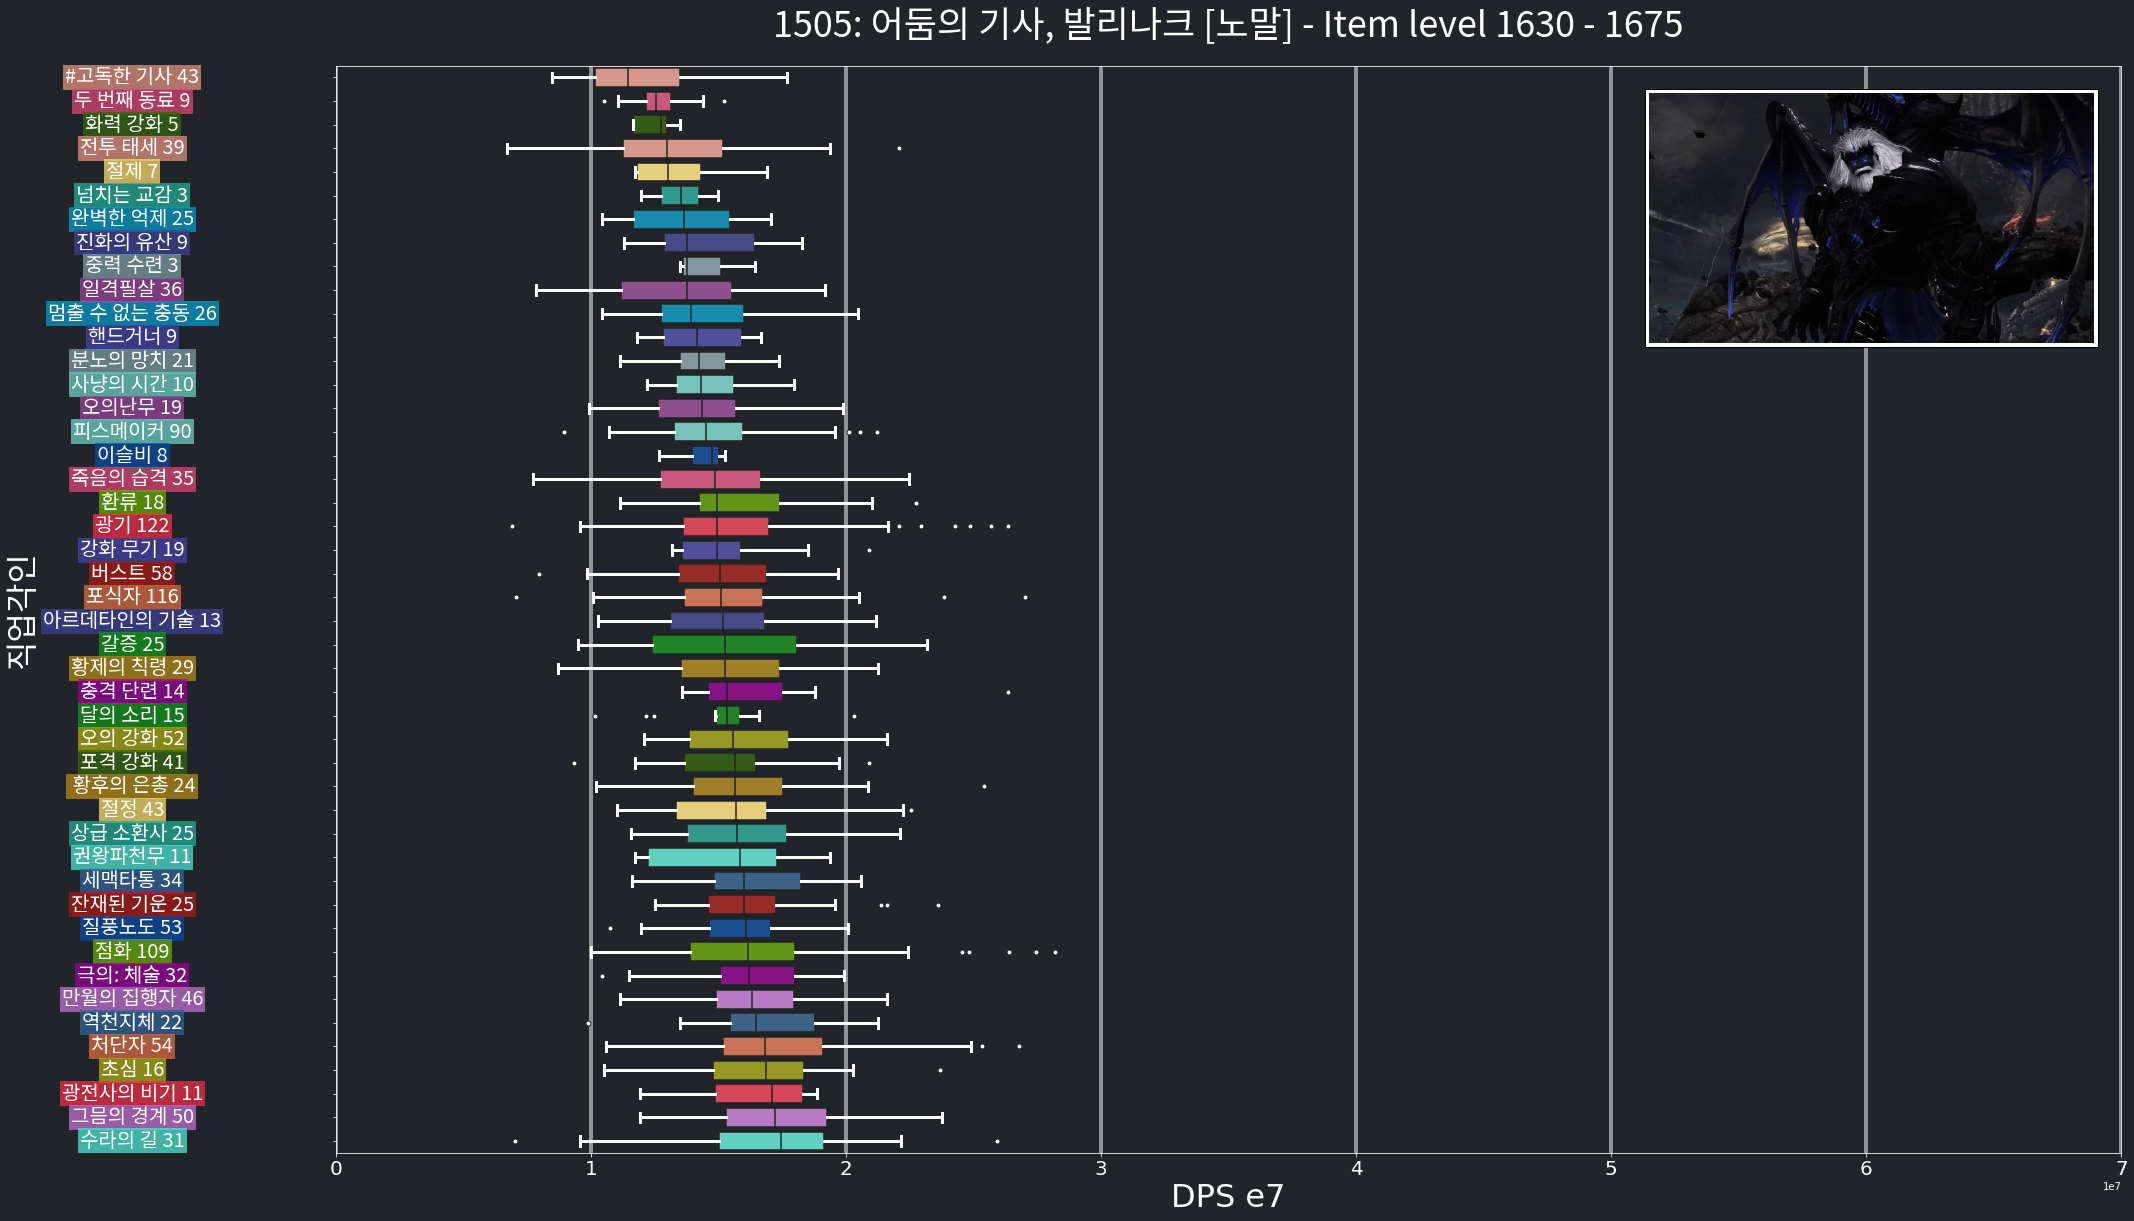 1505: 어둠의 기사, 발리나크 [노말] - Item level 1630 - 1675
직업각인
#고독한 기사 43
두 번째 동료 9
화력 강화 5
전투 태세 39
절제 7
넘치는 교감 3
완벽한 억제 25
진화의 유산 9
중력 수련 3
일격필살 36
멈출 수 없는 충동 26
핸드거너 9
분노의 망치 21
사냥의 시간 10
오의난무 19
피스메이커 90
이슬비 8
죽음의 습격 35
환류 18
광기 122
강화 무기 19
버스트 58
포식자 116
아르데타인의 기술 13
갈증 25
황제의 칙령 29
충격 단련 14
달의 소리 15
오의 강화 52
포격 강화 41
황후의 은총 24
절정 43
상급 소환사 25
권왕파천무 11
세맥타통 34
잔재된 기운 25
질풍노도 53
점화 109
극의: 체술 32
만월의 집행자 46
역천지체 22
처단자 54
초심 16
광전사의 비기 11
그믐의 경계 50
수라의 길 31
0 1 2 3 4 5 6 7
1e7
DPS e7